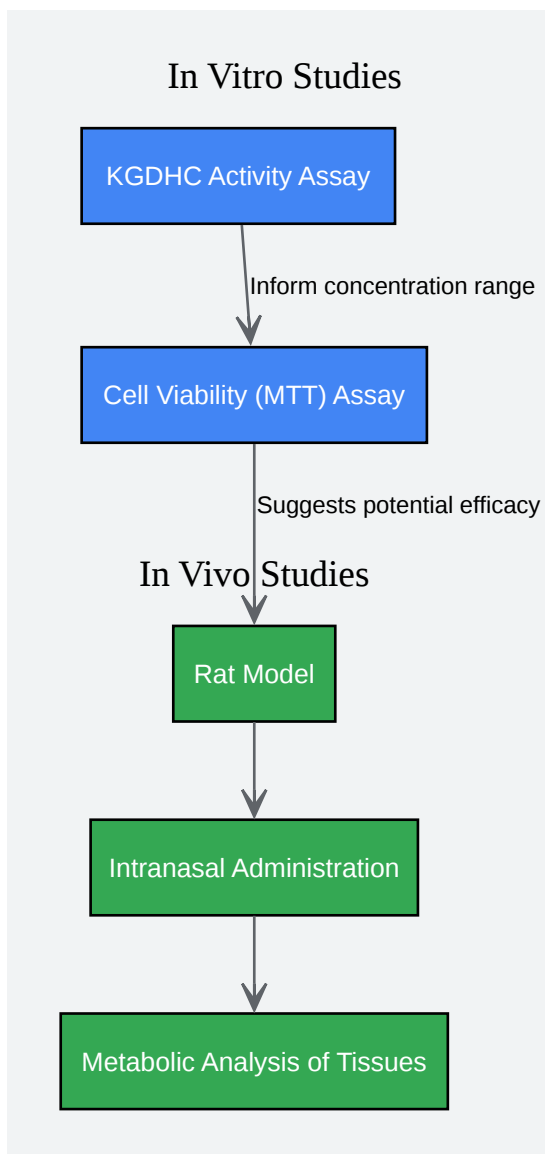 In Vitro Studies
KGDHC Activity Assay
Inform concentration range
Cell Viability (MTT) Assay
Suggests potential efficacy
In Vivo Studies
Rat Model
Intranasal Administration
Metabolic Analysis of Tissues